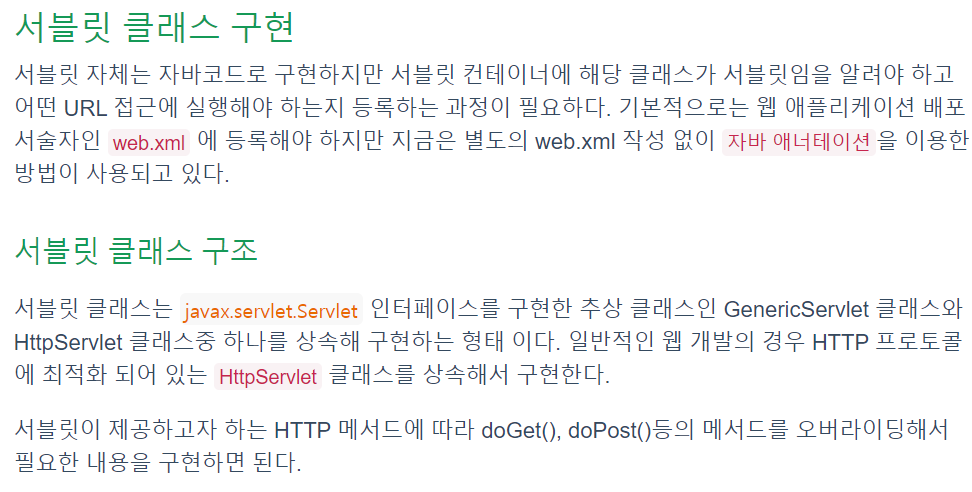 서블릿 클래스 구현
서블릿 자체는 자바코드로 구현하지만 서블릿 컨테이너에 해당 클래스가 서블릿임을 알려야 하고
어떤 URL 접근에 실행해야 하는지 등록하는 과정이 필요하다. 기본적으로는 웹 애플리케이션 배포
서술자인 web.xml 에 등록해야 하지만 지금은 별도의 web.xml 작성 없이 자바 애너테이션을 이용한
방법이 사용되고 있다.
서블릿 클래스 구조
서블릿 클래스는 javax.servlet.Servlet 인터페이스를 구현한 추상 클래스인 GenericServlet 클래스와
HttpServlet 클래스중 하나를 상속해 구현하는 형태 이다. 일반적인 웹 개발의 경우 HTTP 프로토콜
에 최적화 되어 있는 HttpServlet 클래스를 상속해서 구현한다.
서블릿이 제공하고자 하는 HTTP 메서드에 따라 doGet(), doPost()등의 메서드를 오버라이딩해서
필요한 내용을 구현하면 된다.